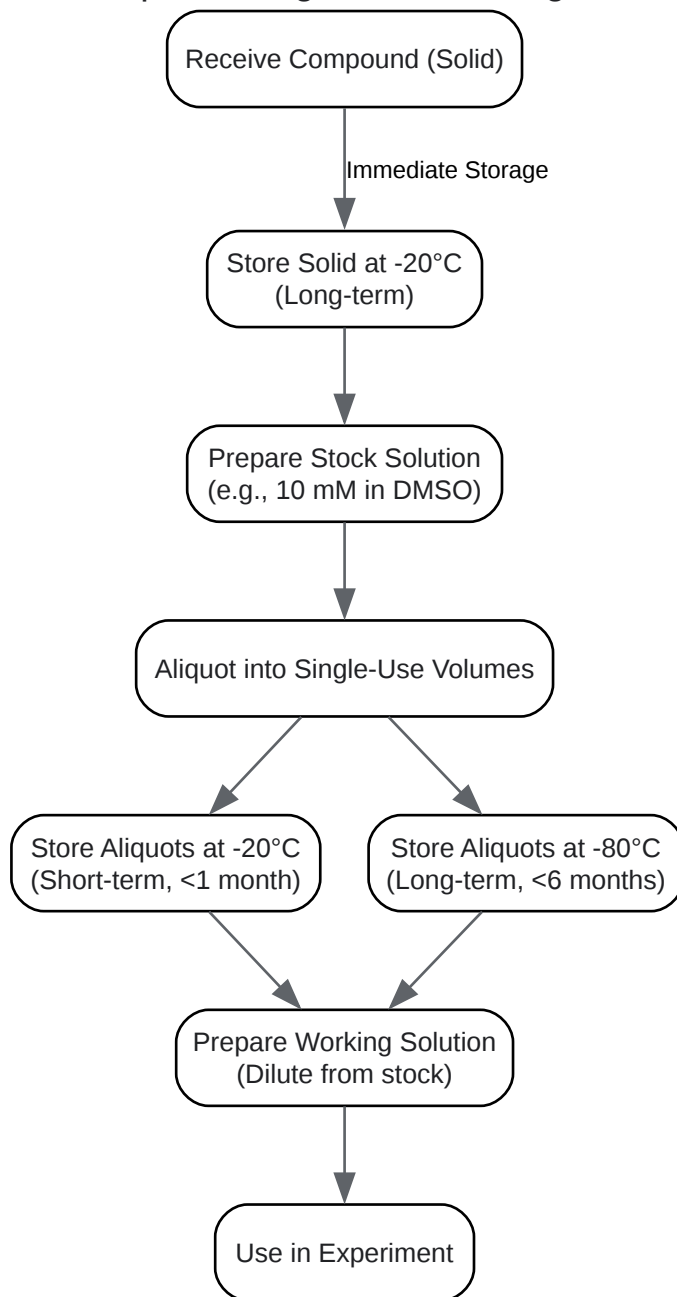 Receive Compound (Solid)
Immediate Storage
Store Solid at -20°C
(Long-term)
Prepare Stock Solution
(e.g., 10 mM in DMSO)
Aliquot into Single-Use Volumes
Store Aliquots at -20°C
(Short-term, <1 month)
Store Aliquots at -80°C
(Long-term, <6 months)
Prepare Working Solution
(Dilute from stock)
Use in Experiment